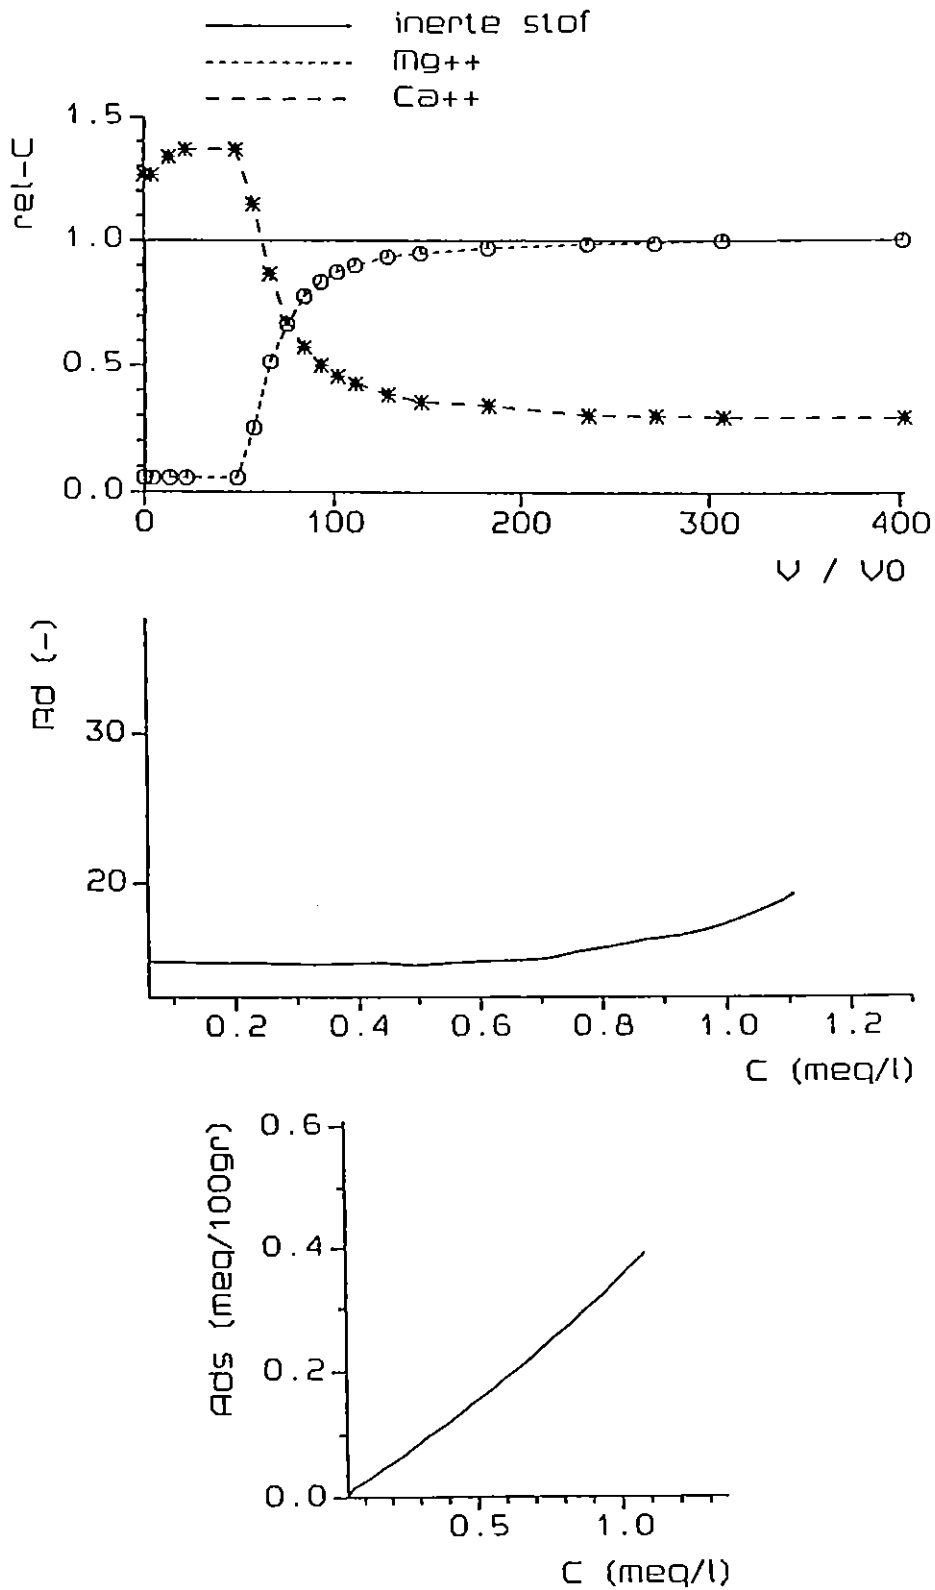 inerte stof
Mg++
Ca++
rel-C
1.5
1.0
0.5
0.0
0 100 200 300 400
V / V0
Rd (-)
30
20
0.2 0.4 0.6 0.8 1.0 1.2
C (meq/l)
Ads (meq/100gr)
0.6
0.4
0.2
0.0
0.5 1.0
C (meq/l)